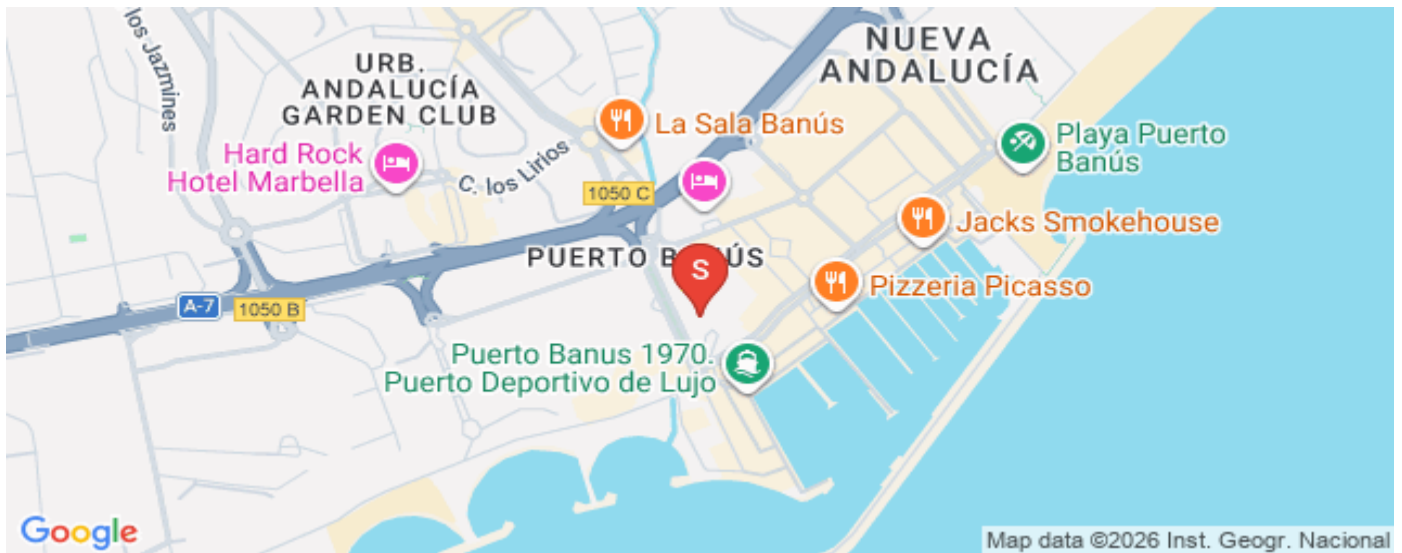 los Jazmines
NUEVA
ANDALUCÍA
URB.
ANDALUCÍA
GARDEN CLUB
La Sala Banús
Playa Puerto
Banús
Hard Rock
Hotel Marbella
C. los Lirios
1050 C
Jacks Smokehouse
PUERTO BANÚS
S
Pizzeria Picasso
A-7
1050 B
Puerto Banus 1970.
Puerto Deportivo de Lujo
Google
Map data ©2026 Inst. Geogr. Nacional